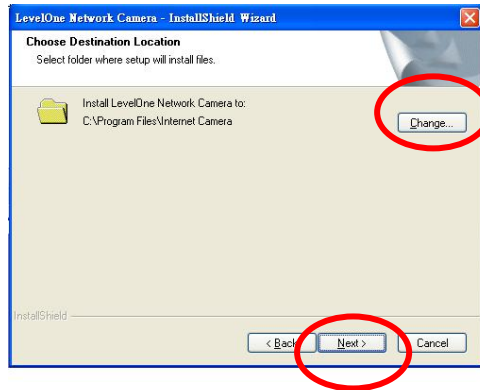 LevelOne Network Camera - InstallShield Wizard
Choose Destination Location
Select folder where setup will install files.
Install LevelOne Network Camera to:
C:\Program Files\Internet Camera
Change...
InstallShield
< Back
Next >
Cancel